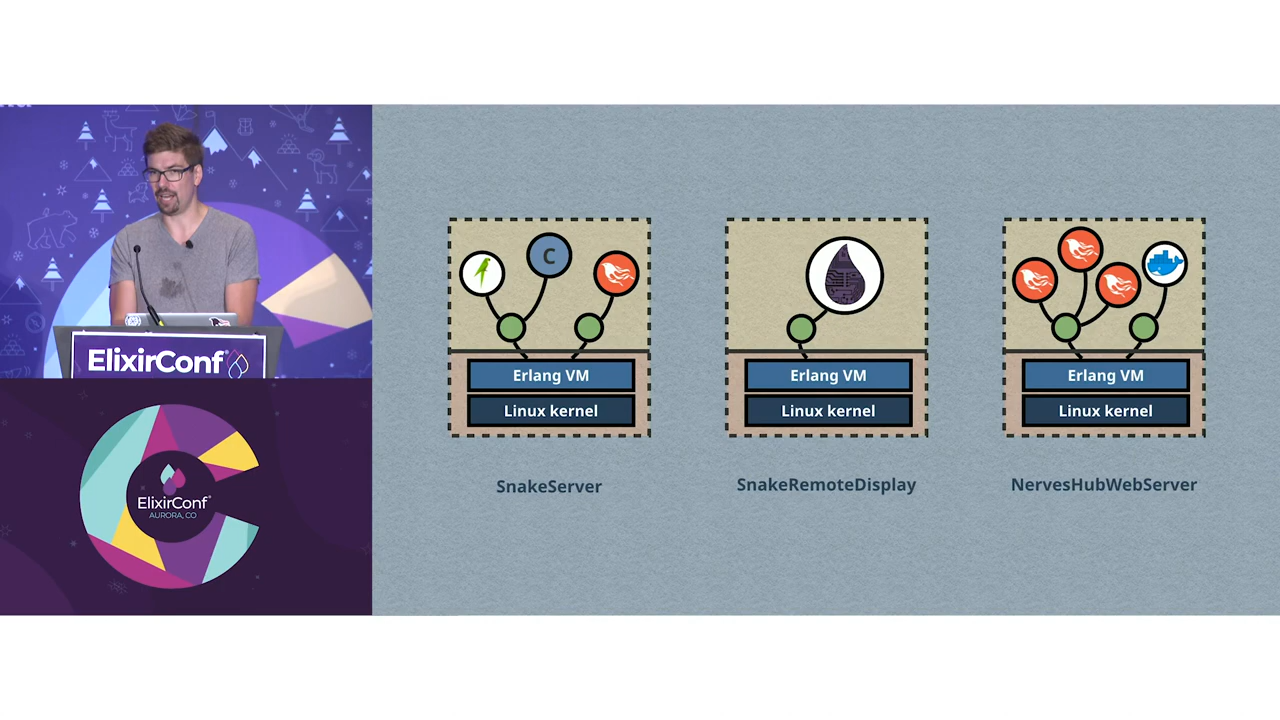 ElixirConf®
ElixirConf®
AURORA, CO
C
Erlang VM
Linux kernel
SnakeServer
Erlang VM
Linux kernel
SnakeRemoteDisplay
Erlang VM
Linux kernel
NervesHubWebServer